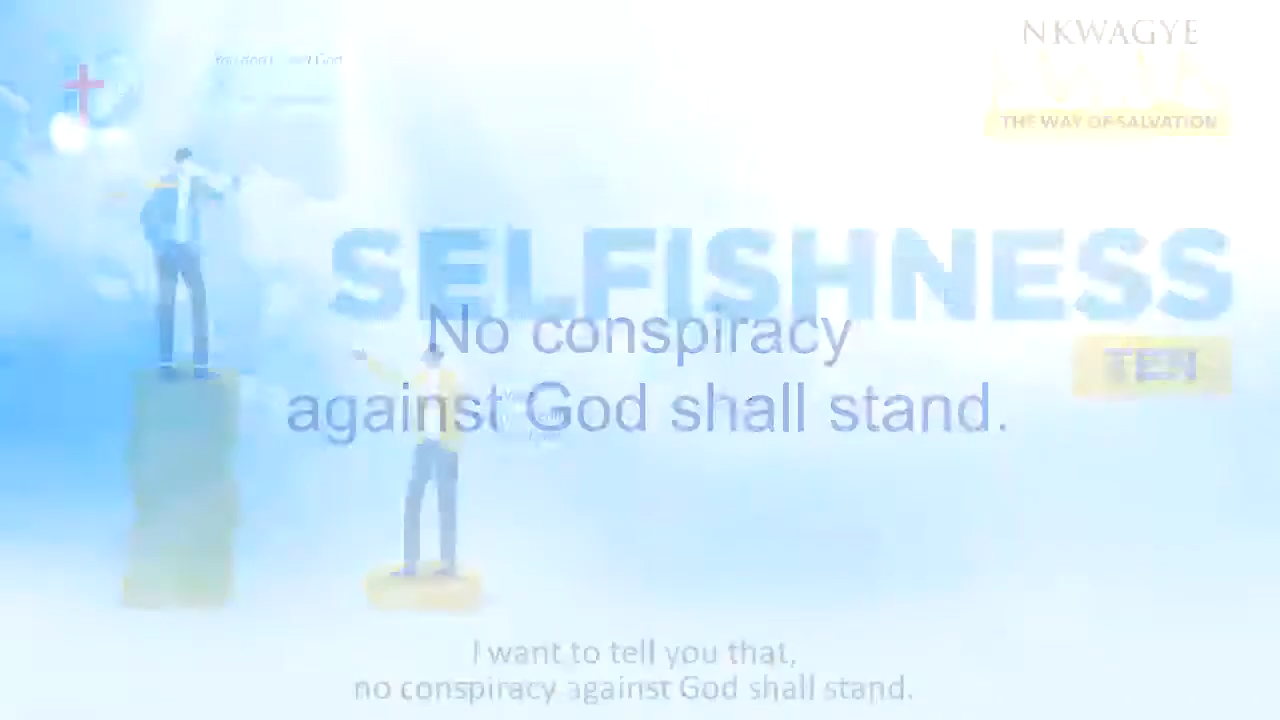 NKWAGYE
THE WAY OF SALVATION
SELFISHNESS
TEN
No conspiracy
against God shall stand.
I want to tell you that,
no conspiracy against God shall stand.